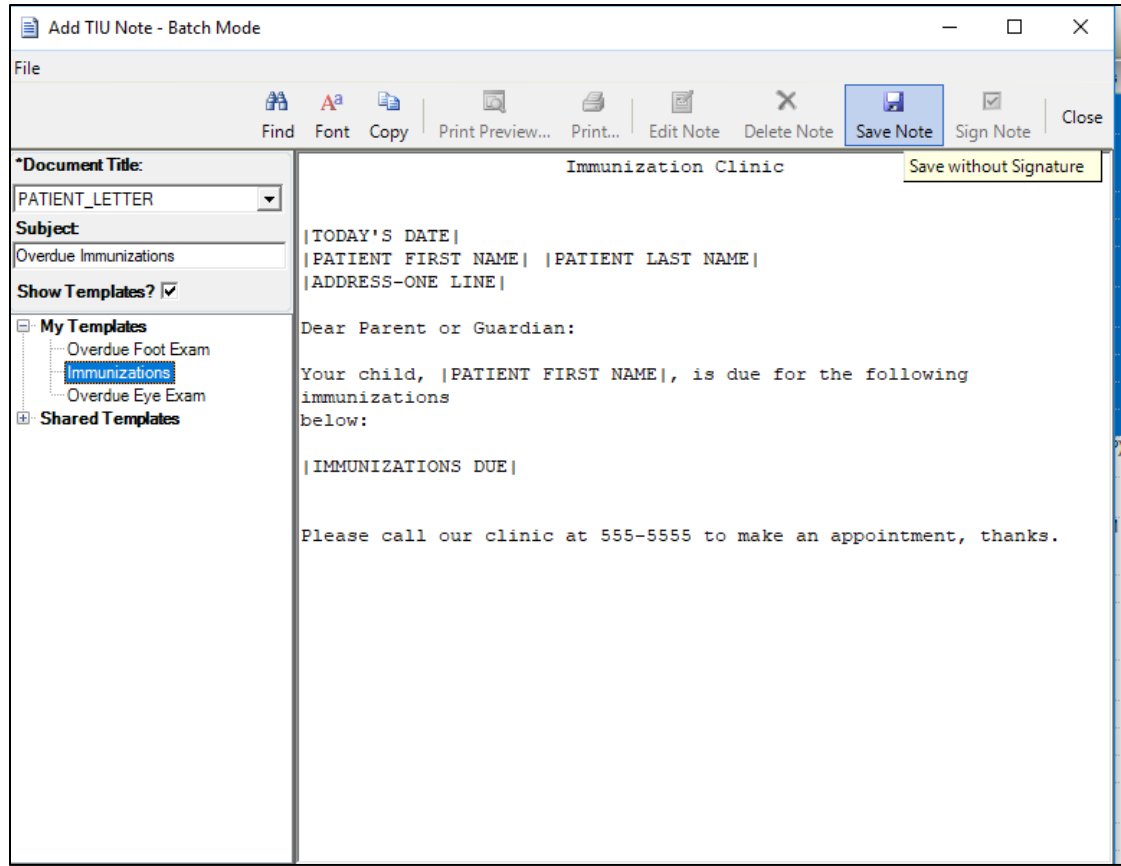 Add TIU Note - Batch Mode
File
Find Font Copy Print Preview... Print... Edit Note Delete Note Save Note Sign Note Close
Save without Signature
*Document Title:
PATIENT_LETTER
Subject:
Overdue Immunizations
Show Templates?
My Templates
Overdue Foot Exam
Immunizations
Overdue Eye Exam
Shared Templates
Immunization Clinic
|TODAY'S DATE|
|PATIENT FIRST NAME| |PATIENT LAST NAME|
|ADDRESS-ONE LINE|
Dear Parent or Guardian:
Your child, |PATIENT FIRST NAME|, is due for the following
immunizations
below:
|IMMUNIZATIONS DUE|
Please call our clinic at 555-5555 to make an appointment, thanks.